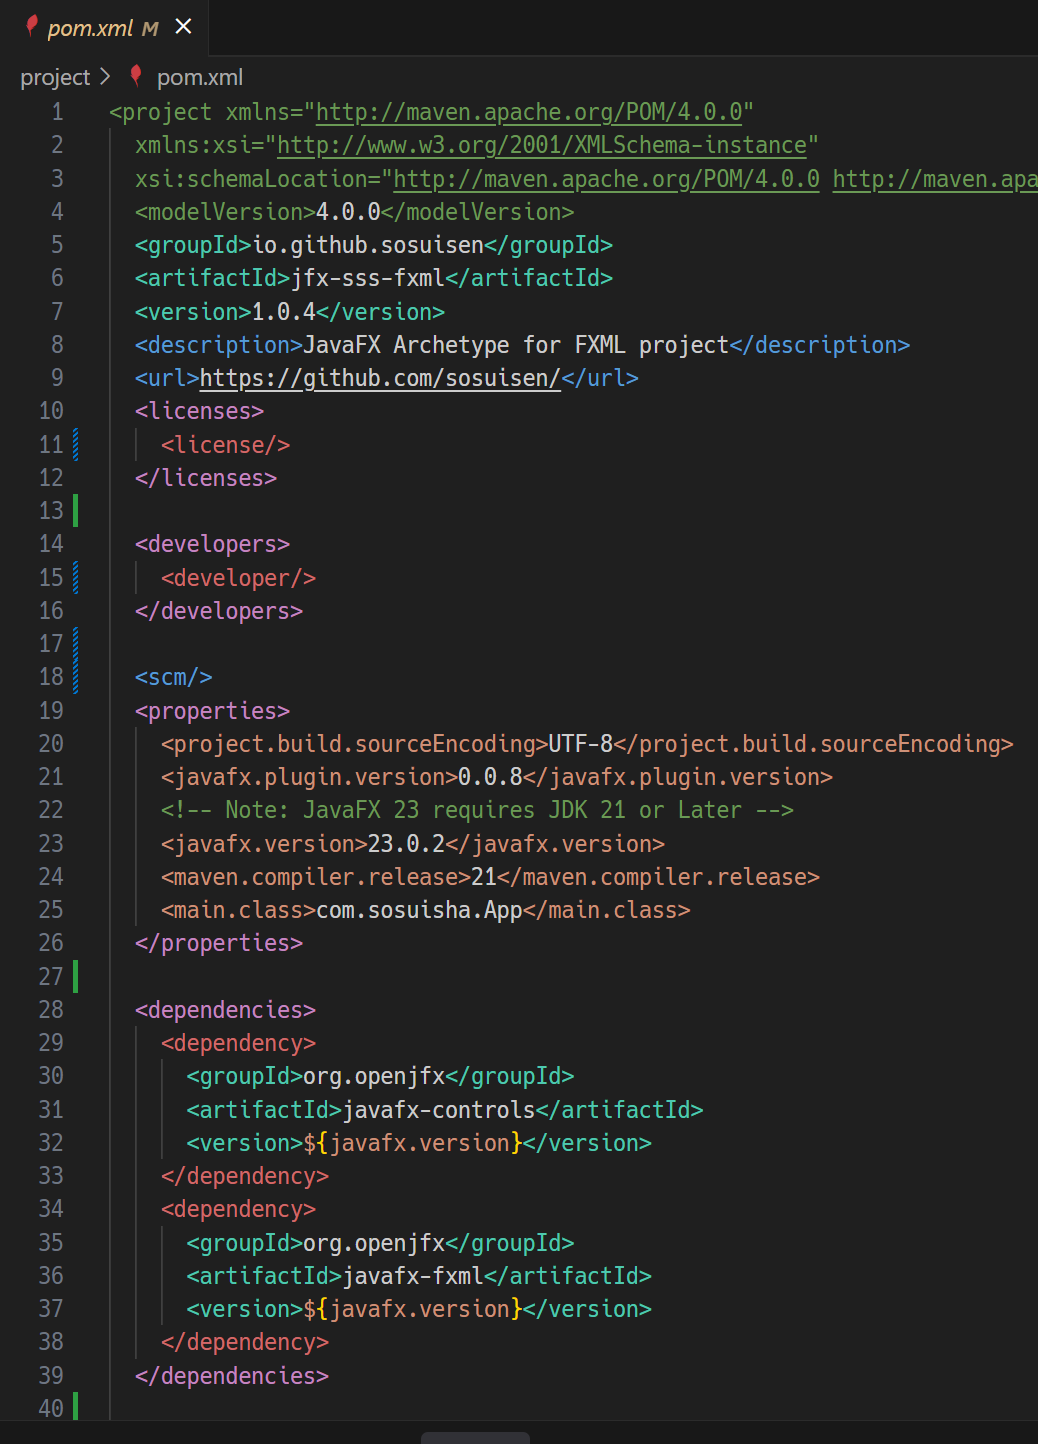 pom.xml M ×
project > pom.xml
1 <project xmlns="http://maven.apache.org/POM/4.0.0"
2 xmlns:xsi="http://www.w3.org/2001/XMLSchema-instance"
3 xsi:schemaLocation="http://maven.apache.org/POM/4.0.0 http://maven.apa
4 <modelVersion>4.0.0</modelVersion>
5 <groupId>io.github.sosuisen</groupId>
6 <artifactId>jfx-sss-fxml</artifactId>
7 <version>1.0.4</version>
8 <description>JavaFX Archetype for FXML project</description>
9 <url>https://github.com/sosuisen/</url>
10 <licenses>
11 <license/>
12 </licenses>
13
14 <developers>
15 <developer/>
16 </developers>
17
18 <scm/>
19 <properties>
20 <project.build.sourceEncoding>UTF-8</project.build.sourceEncoding>
21 <javafx.plugin.version>0.0.8</javafx.plugin.version>
22 <!-- Note: JavaFX 23 requires JDK 21 or Later -->
23 <javafx.version>23.0.2</javafx.version>
24 <maven.compiler.release>21</maven.compiler.release>
25 <main.class>com.sosuisha.App</main.class>
26 </properties>
27
28 <dependencies>
29 <dependency>
30 <groupId>org.openjfx</groupId>
31 <artifactId>javafx-controls</artifactId>
32 <version>${javafx.version}</version>
33 </dependency>
34 <dependency>
35 <groupId>org.openjfx</groupId>
36 <artifactId>javafx-fxml</artifactId>
37 <version>${javafx.version}</version>
38 </dependency>
39 </dependencies>
40